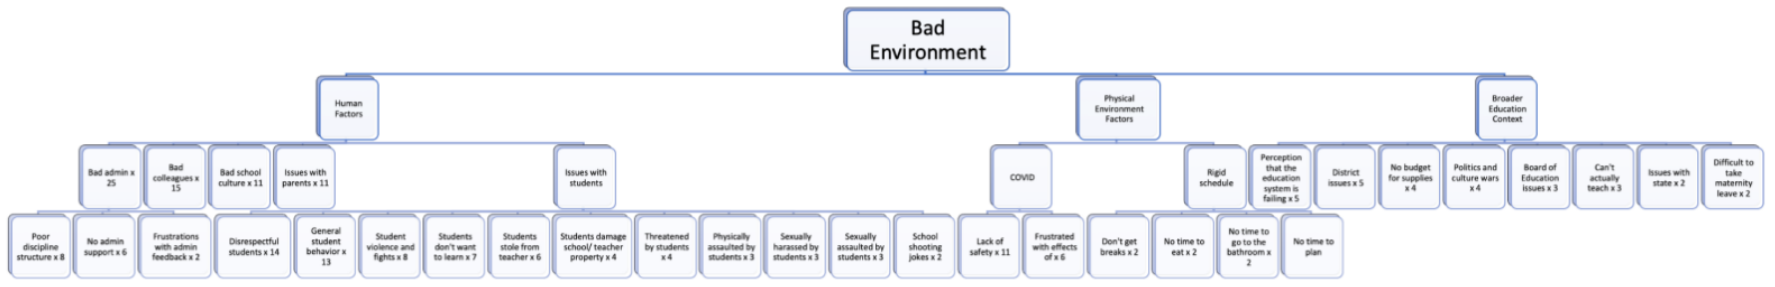 Bad
Environment
Human
Factors
Physical
Environment
Factors
Broader
Education
Context
Bad admin x
25
Bad
colleagues x
15
Bad school
culture x 11
Issues with
parents x 11
Issues with
students
COVID
Rigid
schedule
Perception
that the
education
system is
failing x 5
District
issues x 5
No budget
for supplies
x 4
Politics and
culture wars
x 4
Board of
Education
issues x 3
Can't
actually
teach x 3
Issues with
state x 2
Difficult to
take
maternity
leave x 2
Poor
discipline
structure x 8
No admin
support x 6
Frustrations
with admin
feedback x 2
Disrespectful
students x 14
General
student
behavior x
13
Student
violence and
fights x 8
Students
don't want
to learn x 7
Students
stole from
teacher x 6
Students damage
school/ teacher
property x 4
Threatened
by students
x 4
Physically
assaulted by
students x 3
Sexually
harassed by
students x 3
Sexually
assaulted by
students x 3
School
shooting
jokes x 2
Lack of
safety x 11
Frustrated
with effects
of x 6
Don't get
breaks x 2
No time to
eat x 2
No time to
go to the
bathroom x
2
No time to
plan